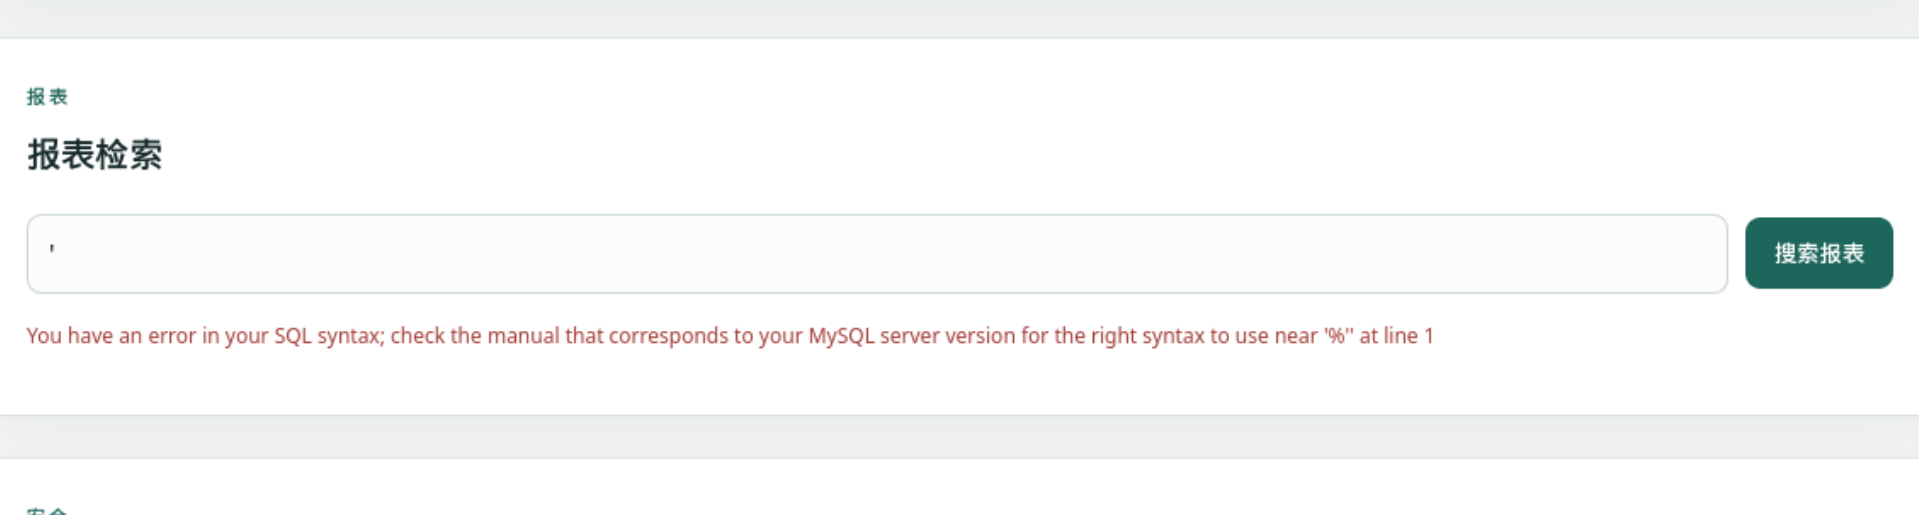 报表
报表检索
'
搜索报表
You have an error in your SQL syntax; check the manual that corresponds to your MySQL server version for the right syntax to use near '%'' at line 1